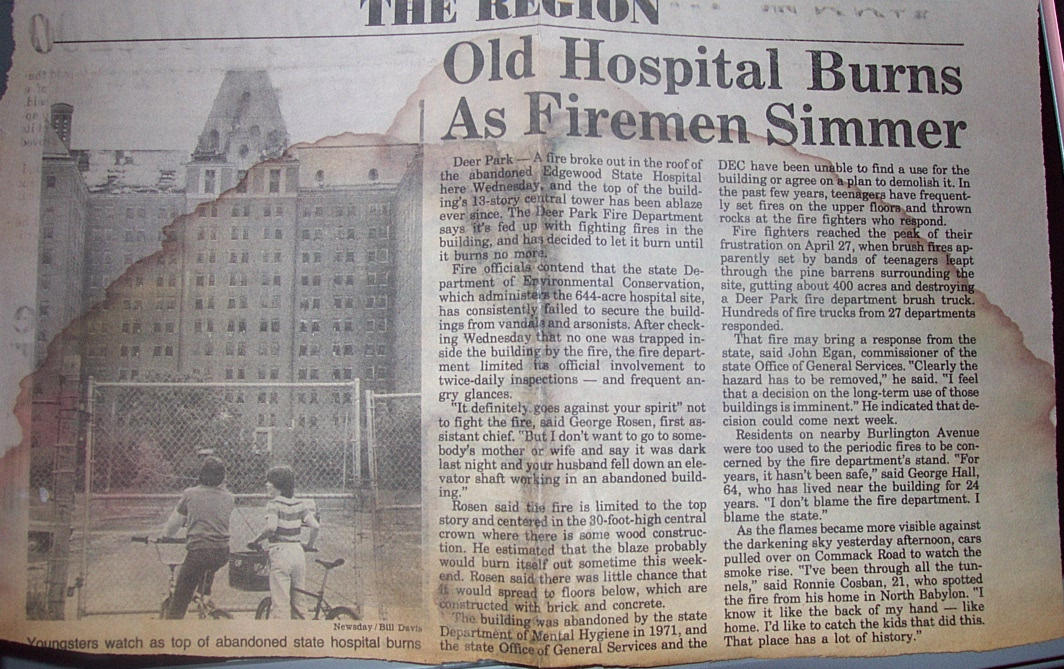 THE REGION
Old Hospital Burns
As Firemen Simmer
Deer Park — A fire broke out in the roof of
the abandoned Edgewood State Hospital
here Wednesday, and the top of the build-
ing's 13-story central tower has been ablaze
ever since. The Deer Park Fire Department
says it's fed up with fighting fires in the
building, and has decided to let it burn until
it burns no more.
Fire officials contend that the state De-
partment of Environmental Conservation,
which administers the 644-acre hospital site,
has consistently failed to secure the build-
ings from vandals and arsonists. After check-
ing Wednesday that no one was trapped in-
side the building by the fire, the fire depart-
ment limited its official involvement to
twice-daily inspections — and frequent an-
gry glances.
"It definitely goes against your spirit" not
to fight the fire, said George Rosen, first as-
sistant chief. "But I don't want to go to some-
body's mother or wife and say it was dark
last night and your husband fell down an ele-
vator shaft working in an abandoned build-
ing."
Rosen said the fire is limited to the top
story and centered in the 30-foot-high central
crown where there is some wood construc-
tion. He estimated that the blaze probably
would burn itself out sometime this week-
end. Rosen said there was little chance that
it would spread to floors below, which are
constructed with brick and concrete.
The building was abandoned by the state
Department of Mental Hygiene in 1971, and
the state Office of General Services and the
DEC have been unable to find a use for the
building or agree on a plan to demolish it. In
the past few years, teenagers have frequent-
ly set fires on the upper floors and thrown
rocks at the fire fighters who respond.
Fire fighters reached the peak of their
frustration on April 27, when brush fires ap-
parently set by bands of teenagers leapt
through the pine barrens surrounding the
site, gutting about 400 acres and destroying
a Deer Park fire department brush truck.
Hundreds of fire trucks from 27 departments
responded.
That fire may bring a response from the
state, said John Egan, commissioner of the
state Office of General Services. "Clearly the
hazard has to be removed," he said. "I feel
that a decision on the long-term use of those
buildings is imminent." He indicated that de-
cision could come next week.
Residents on nearby Burlington Avenue
were too used to the periodic fires to be con-
cerned by the fire department's stand. "For
years, it hasn't been safe," said George Hall,
64, who has lived near the building for 24
years. "I don't blame the fire department. I
blame the state."
As the flames became more visible against
the darkening sky yesterday afternoon, cars
pulled over on Commack Road to watch the
smoke rise. "I've been through all the tun-
nels," said Ronnie Cosban, 21, who spotted
the fire from his home in North Babylon. "I
know it like the back of my hand — like
home. I'd like to catch the kids that did this.
That place has a lot of history."
Newsday / Bill Davis
Youngsters watch as top of abandoned state hospital burns